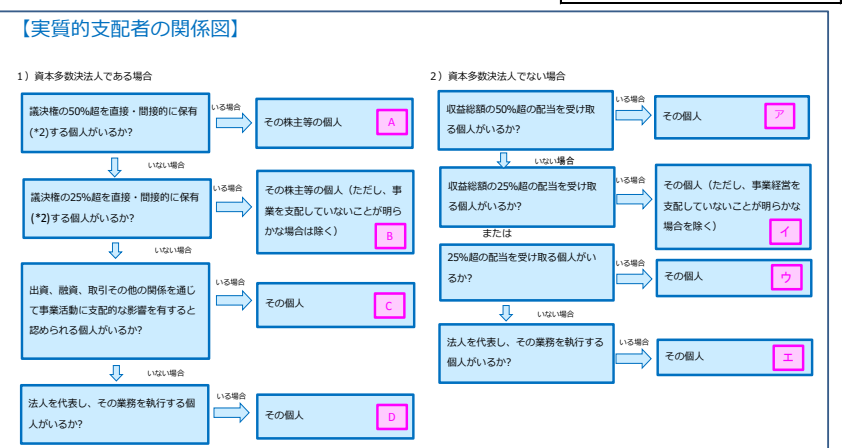 【実質的支配者の関係図】
1）資本多数決法人である場合
議決権の50%超を直接・間接的に保有
(*2)する個人がいるか？
いる場合
その株主等の個人
A
いない場合
議決権の25%超を直接・間接的に保有
(*2)する個人がいるか？
いる場合
その株主等の個人（ただし、事
業を支配していないことが明ら
かな場合は除く）
B
いない場合
出資、融資、取引その他の関係を通じ
て事業活動に支配的な影響を有すると
認められる個人がいるか？
いる場合
その個人
C
いない場合
法人を代表し、その業務を執行する個
人がいるか？
いる場合
その個人
D
2）資本多数決法人でない場合
収益総額の50%超の配当を受け取
る個人がいるか？
いる場合
その個人
ア
いない場合
収益総額の25%超の配当を受け取
る個人がいるか？
いる場合
その個人（ただし、事業経営を
支配していないことが明らかな
場合を除く）
イ
または
25%超の配当を受け取る個人がい
るか？
いる場合
その個人
ウ
いない場合
法人を代表し、その業務を執行する
個人がいるか？
いる場合
その個人
エ